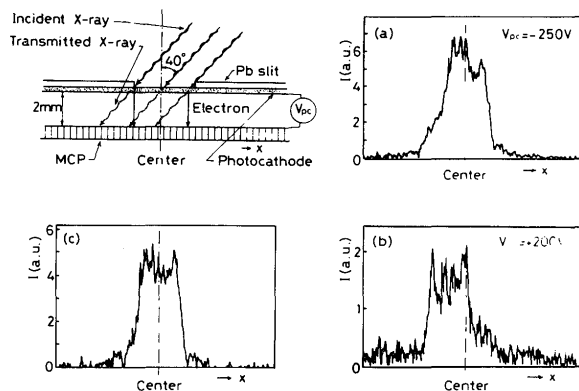 Incident X-ray
Transmitted X-ray
40°
Pb slit
2mm
Electron
Vpc
→ x
MCP
Center
Photocathode
(a)
Vpc=-250V
I (a.u.)
6
4
2
0
Center
→ x
(c)
I (a.u.)
6
4
2
0
Center
→ x
(b)
=+200V
I (a.u.)
2
1
0
Center
→ x